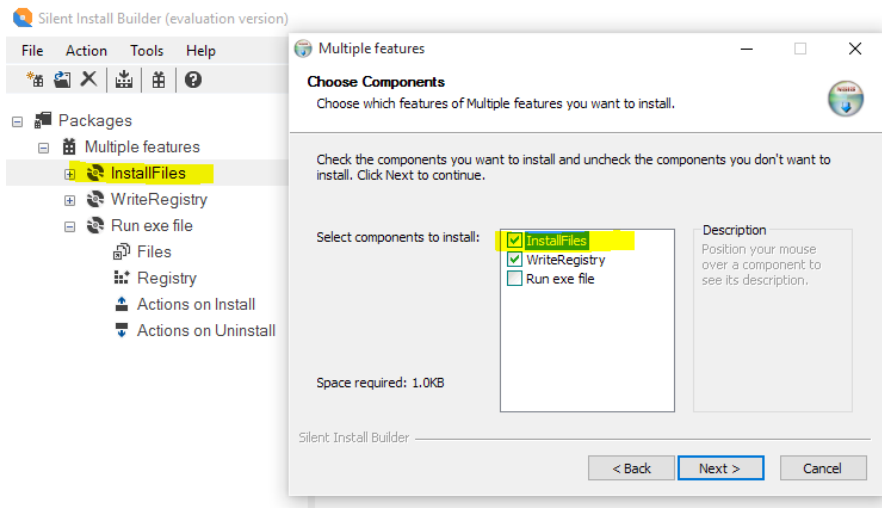 Silent Install Builder (evaluation version)
File Action Tools Help
Packages
Multiple features
InstallFiles
WriteRegistry
Run exe file
Files
Registry
Actions on Install
Actions on Uninstall
Multiple features
Choose Components
Choose which features of Multiple features you want to install.
Check the components you want to install and uncheck the components you don't want to
install. Click Next to continue.
Select components to install:
InstallFiles
WriteRegistry
Run exe file
Description
Position your mouse
over a component to
see its description.
Space required: 1.0KB
Silent Install Builder
< Back Next > Cancel